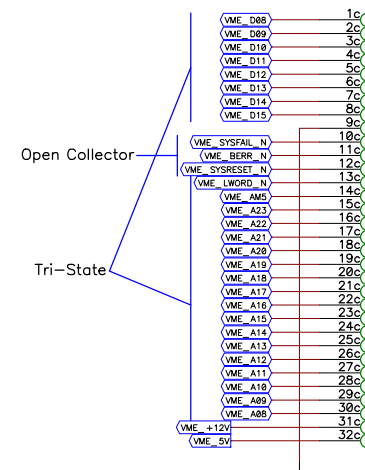 VME_D08 1c
VME_D09 2c
VME_D10 3c
VME_D11 4c
VME_D12 5c
VME_D13 6c
VME_D14 7c
VME_D15 8c
9c
VME_SYSFAIL_N 10c
Open Collector VME_BERR_N 11c
VME_SYSRESET_N 12c
VME_LWORD_N 13c
VME_AM5 14c
VME_A23 15c
VME_A22 16c
VME_A21 17c
VME_A20 18c
VME_A19 19c
Tri-State VME_A18 20c
VME_A17 21c
VME_A16 22c
VME_A15 23c
VME_A14 24c
VME_A13 25c
VME_A12 26c
VME_A11 27c
VME_A10 28c
VME_A09 29c
VME_A08 30c
VME_+12V 31c
VME_5V 32c